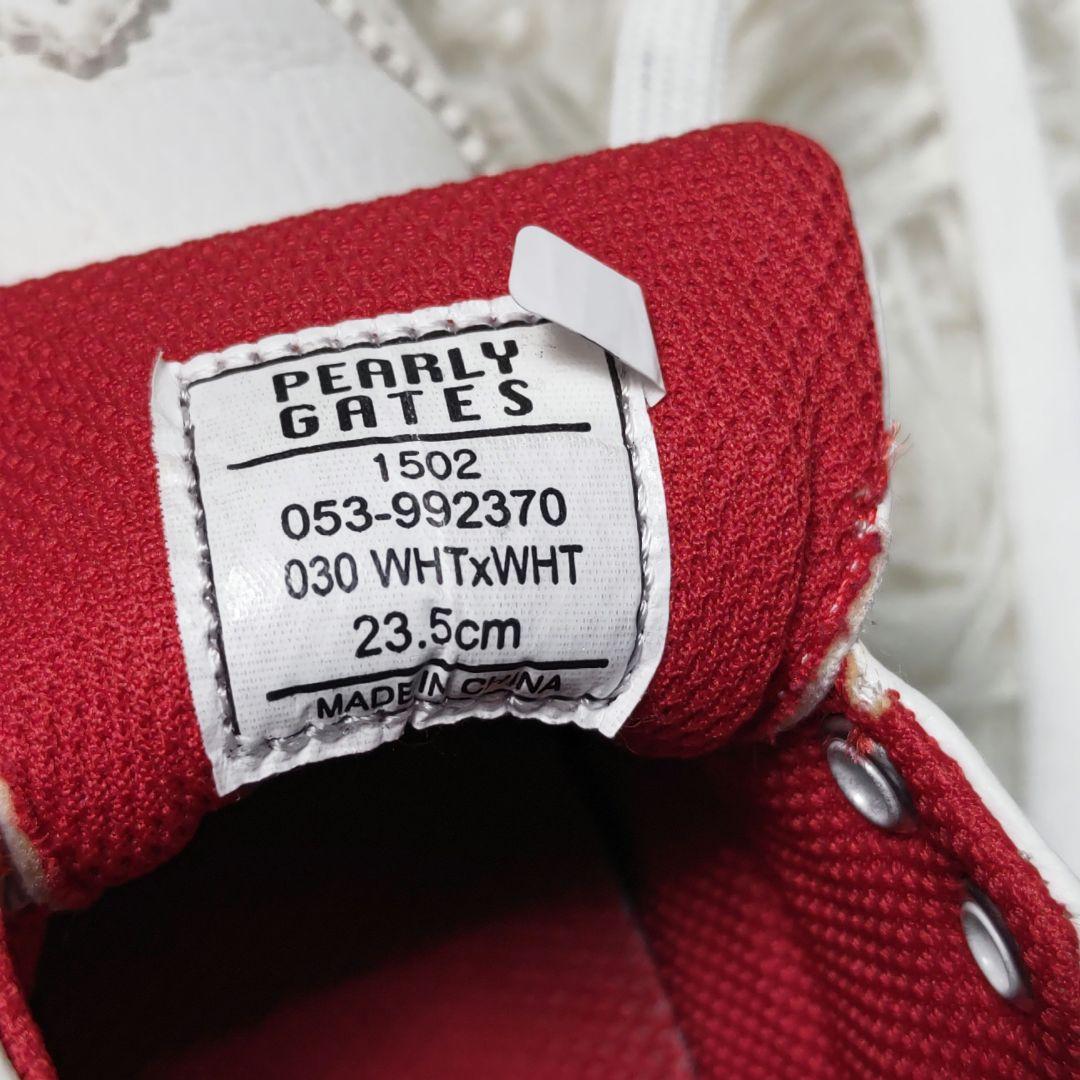 PEARLY
GATES
1502
053-992370
030 WHTxWHT
23.5cm
MADE IN CHINA